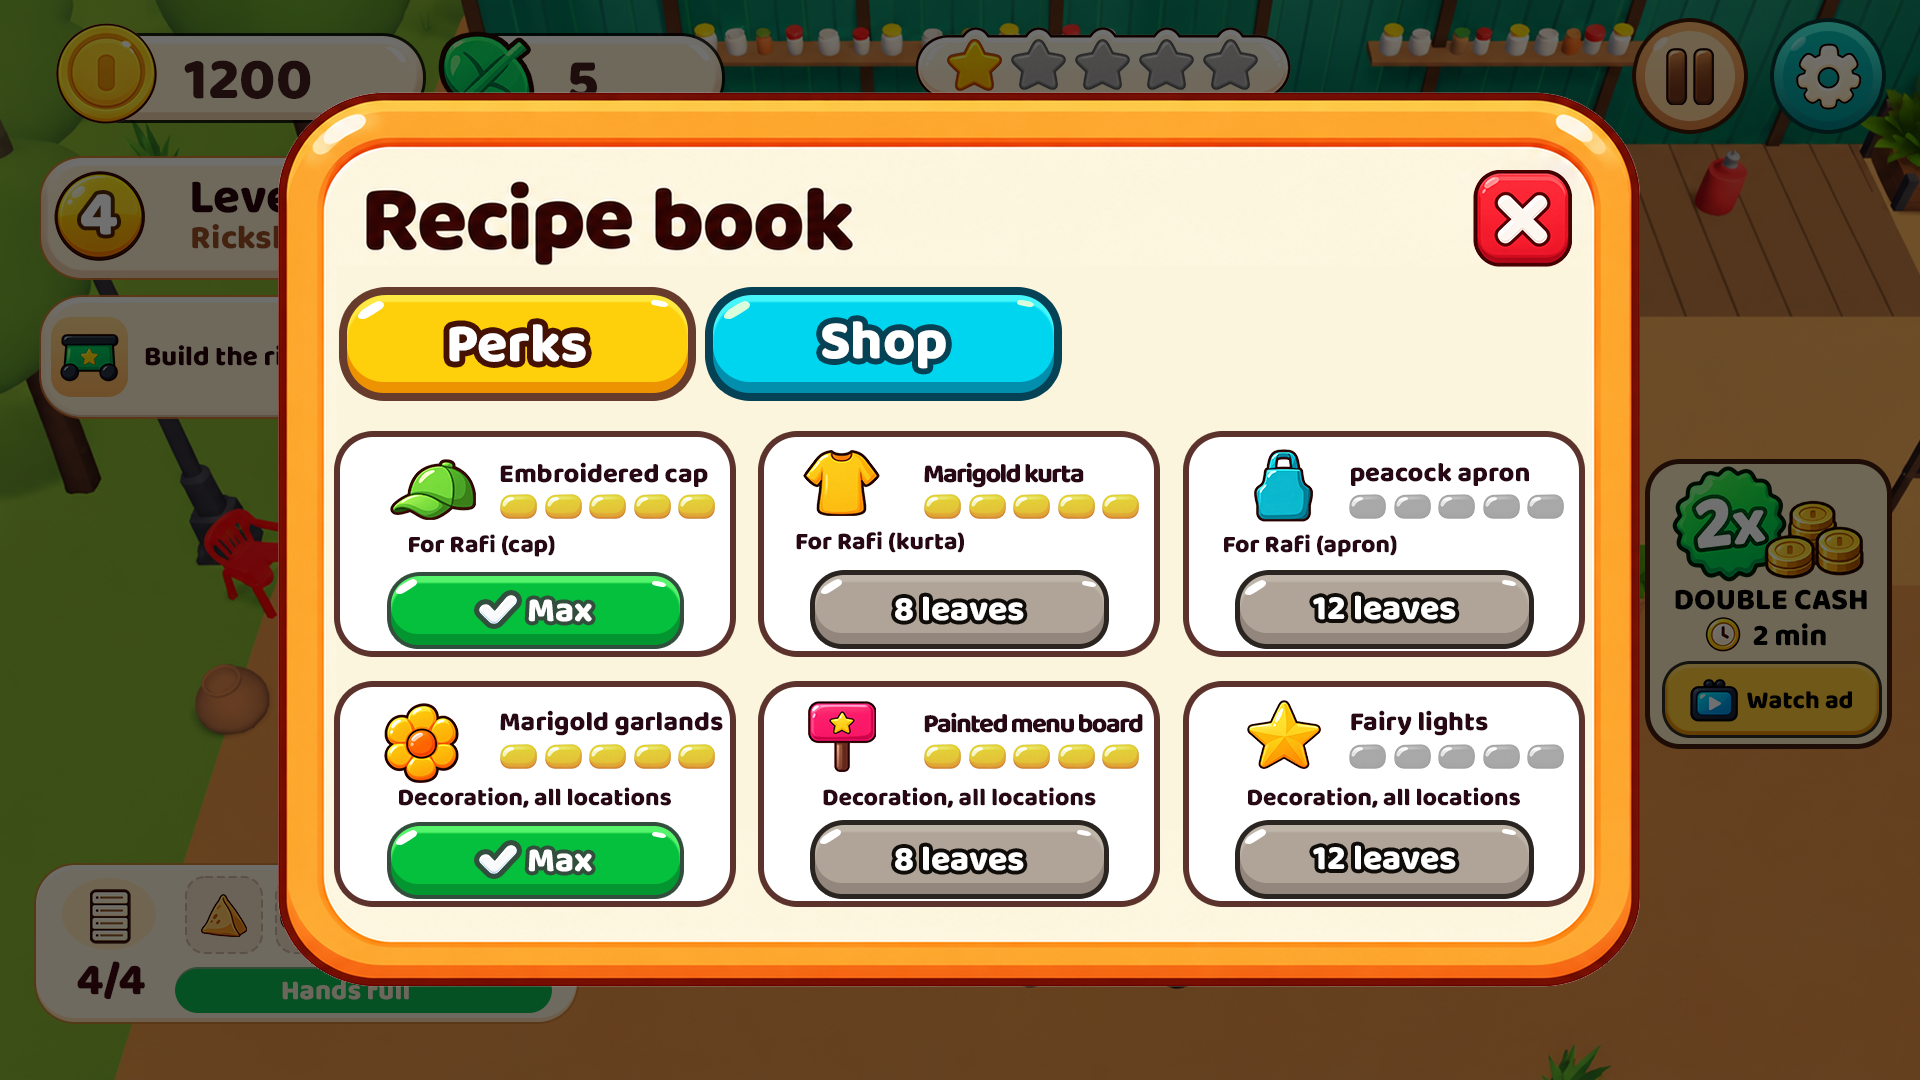 1200
5
4
Leve
Ricksl
Build the ri
Recipe book
Perks
Shop
Embroidered cap
For Rafi (cap)
Max
Marigold kurta
For Rafi (kurta)
8 leaves
peacock apron
For Rafi (apron)
12 leaves
Marigold garlands
Decoration, all locations
Max
Painted menu board
Decoration, all locations
8 leaves
Fairy lights
Decoration, all locations
12 leaves
2x
DOUBLE CASH
2 min
Watch ad
4/4
Hands full